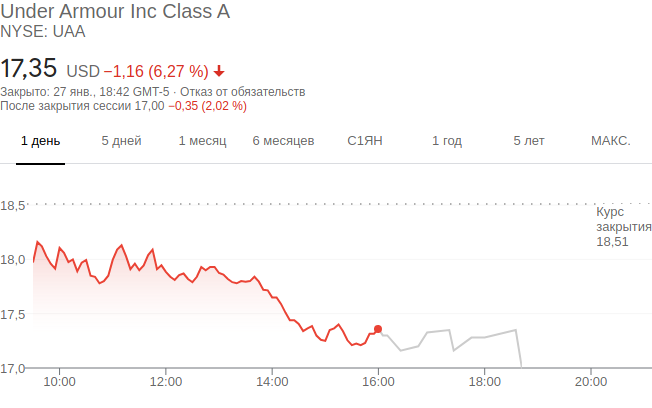 Under Armour Inc Class A
NYSE: UAA
17,35 USD −1,16 (6,27 %)
Закрыто: 27 янв., 18:42 GMT-5 · Отказ от обязательств
После закрытия сессии 17,00 −0,35 (2,02 %)
1 день 5 дней 1 месяц 6 месяцев С1ЯН 1 год 5 лет МАКС.
18,5
Курс
закрытия
18,51
18,0
17,5
17,0
10:00 12:00 14:00 16:00 18:00 20:00